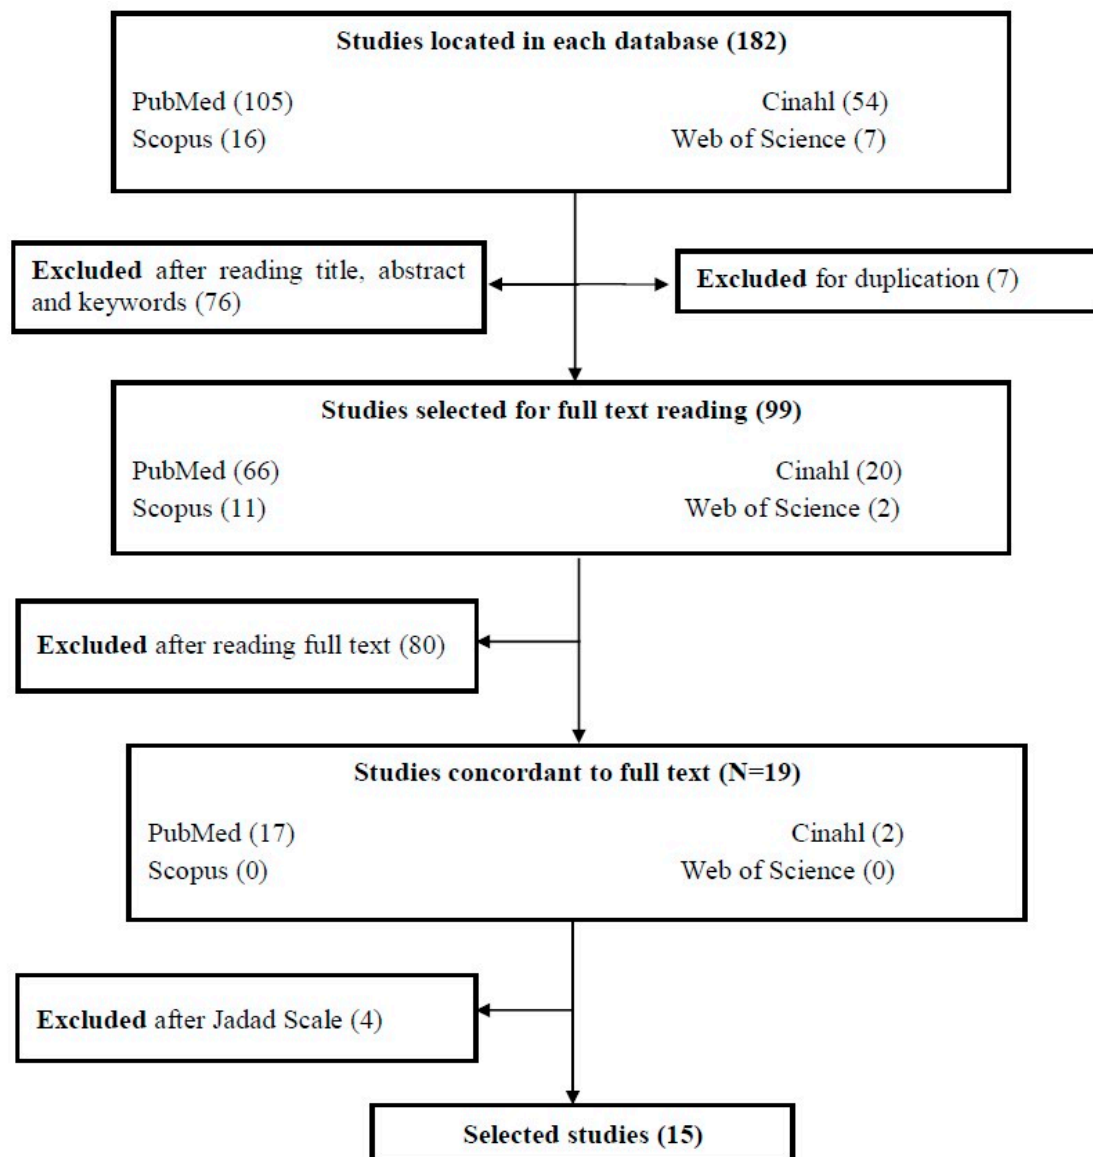 Studies located in each database (182)
PubMed (105) Cinahl (54)
Scopus (16) Web of Science (7)
Excluded after reading title, abstract
and keywords (76)
Excluded for duplication (7)
Studies selected for full text reading (99)
PubMed (66) Cinahl (20)
Scopus (11) Web of Science (2)
Excluded after reading full text (80)
Studies concordant to full text (N=19)
PubMed (17) Cinahl (2)
Scopus (0) Web of Science (0)
Excluded after Jadad Scale (4)
Selected studies (15)